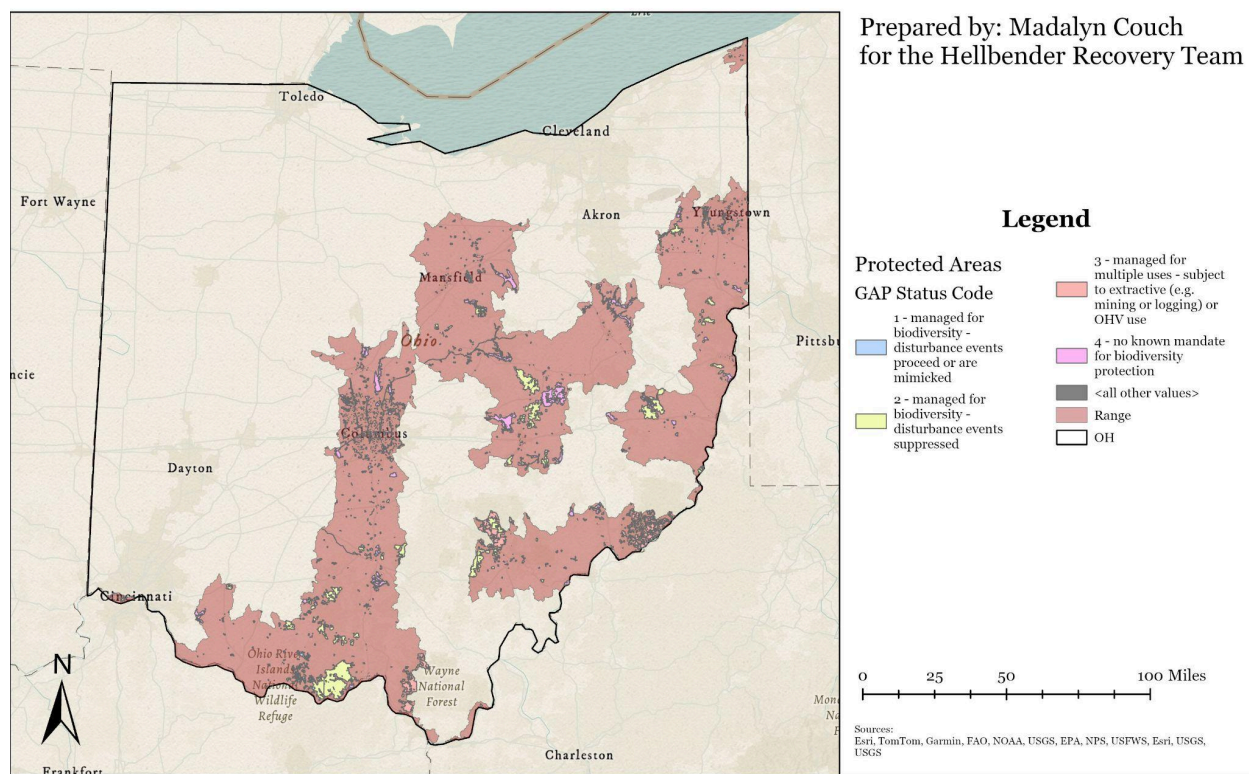 Erie
Toledo
Cleveland
Fort Wayne
Akron
Youngstown
Mansfield
Ohio
Pittsbu
ncie
Columbus
Dayton
Cincinnati
Ohio River
Islands
National
Wildlife
Refuge
Wayne
National
Forest
N
Charleston
Frankfort
Prepared by: Madalyn Couch
for the Hellbender Recovery Team
Legend
Protected Areas
GAP Status Code
1 - managed for
biodiversity -
disturbance events
proceed or are
mimicked
2 - managed for
biodiversity -
disturbance events
suppressed
3 - managed for
multiple uses - subject
to extractive (e.g.
mining or logging) or
OHV use
4 - no known mandate
for biodiversity
protection
<all other values>
Range
OH
0 25 50 100 Miles
Sources:
Esri, TomTom, Garmin, FAO, NOAA, USGS, EPA, NPS, USFWS, Esri, USGS,
USGS